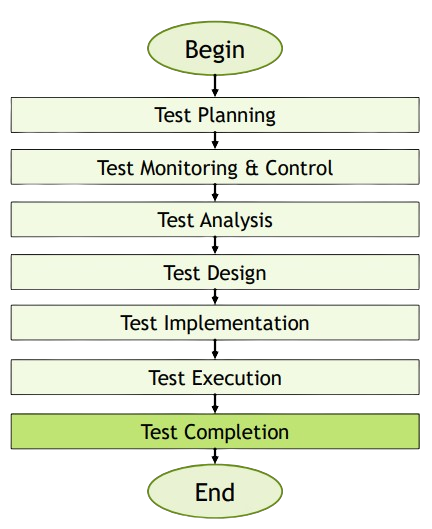 Begin
Test Planning
Test Monitoring & Control
Test Analysis
Test Design
Test Implementation
Test Execution
Test Completion
End